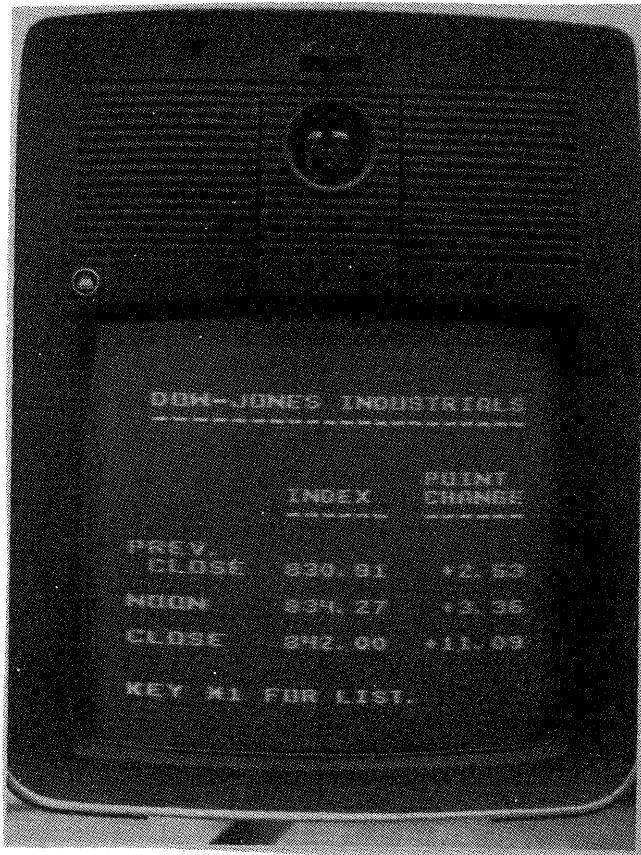 DOW-JONES INDUSTRIALS
POINT
INDEX CHANGE
PREV.
CLOSE 830.91 +2.53
NOON 834.27 +3.36
CLOSE 842.00 +11.09
KEY *1 FOR LIST.